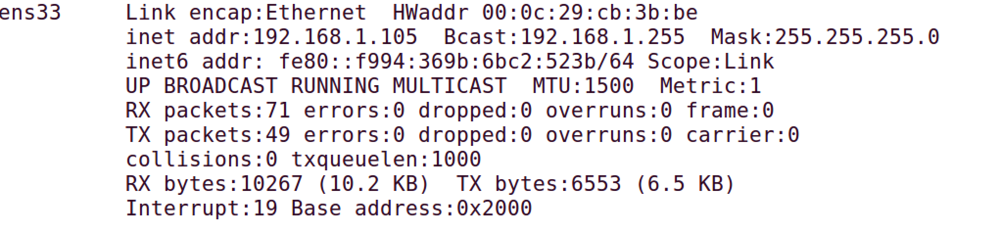 ens33     Link encap:Ethernet  HWaddr 00:0c:29:cb:3b:be
          inet addr:192.168.1.105  Bcast:192.168.1.255  Mask:255.255.255.0
          inet6 addr: fe80::f994:369b:6bc2:523b/64 Scope:Link
          UP BROADCAST RUNNING MULTICAST  MTU:1500  Metric:1
          RX packets:71 errors:0 dropped:0 overruns:0 frame:0
          TX packets:49 errors:0 dropped:0 overruns:0 carrier:0
          collisions:0 txqueuelen:1000
          RX bytes:10267 (10.2 KB)  TX bytes:6553 (6.5 KB)
          Interrupt:19 Base address:0x2000